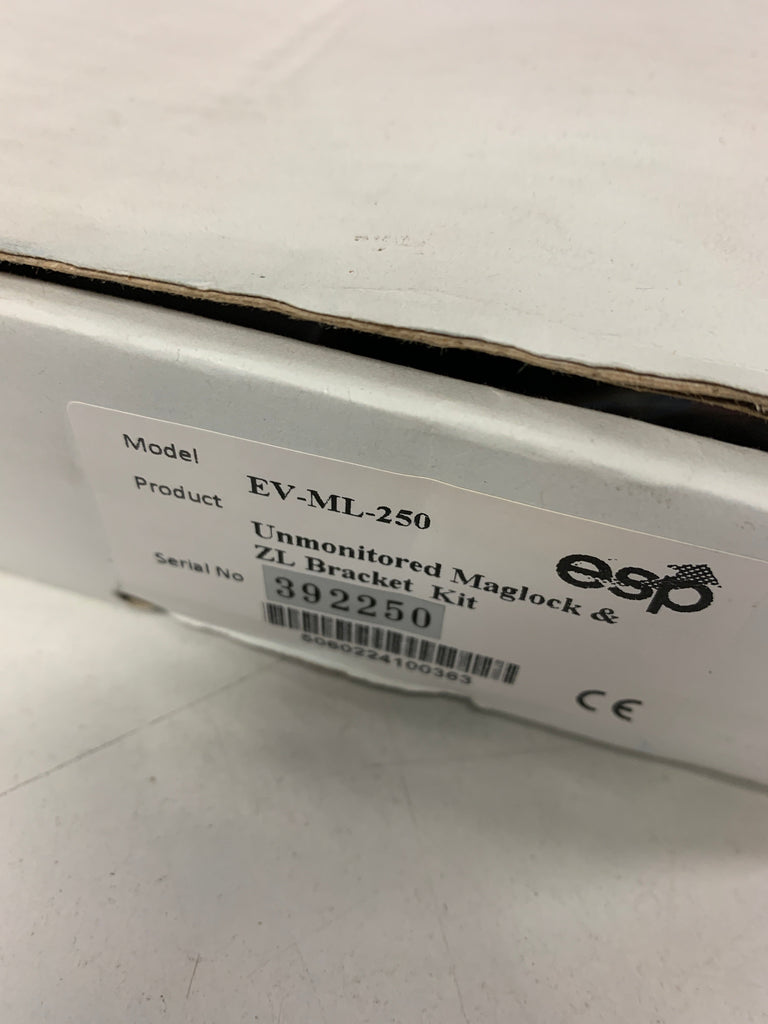 Model EV-ML-250
Product Unmonitored Maglock &
ZL Bracket Kit
esp
Serial No 392250
5060224100363
CE